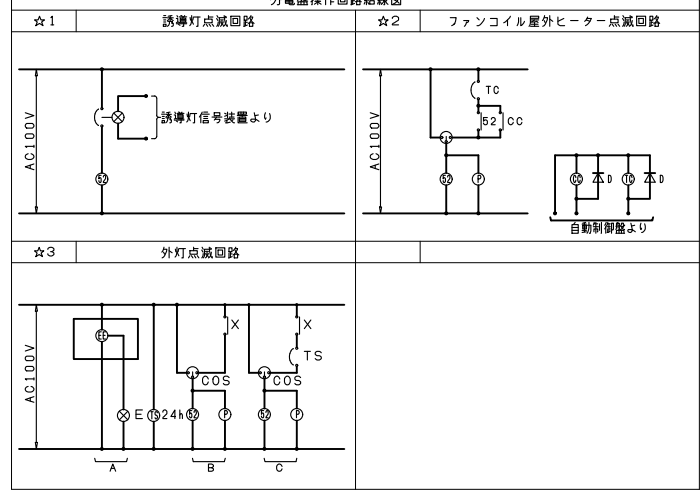 分電盤操作回路結線図
☆1 誘導灯点滅回路
☆2 ファンコイル屋外ヒーター点滅回路
AC100V
誘導灯信号装置より
52
AC100V
TC
52 CC
52 P
CC D TC D
自動制御盤より
☆3 外灯点滅回路
AC100V
EE
X
X
TS
COS
COS
E TS 24h 52 P 52 P
A B C